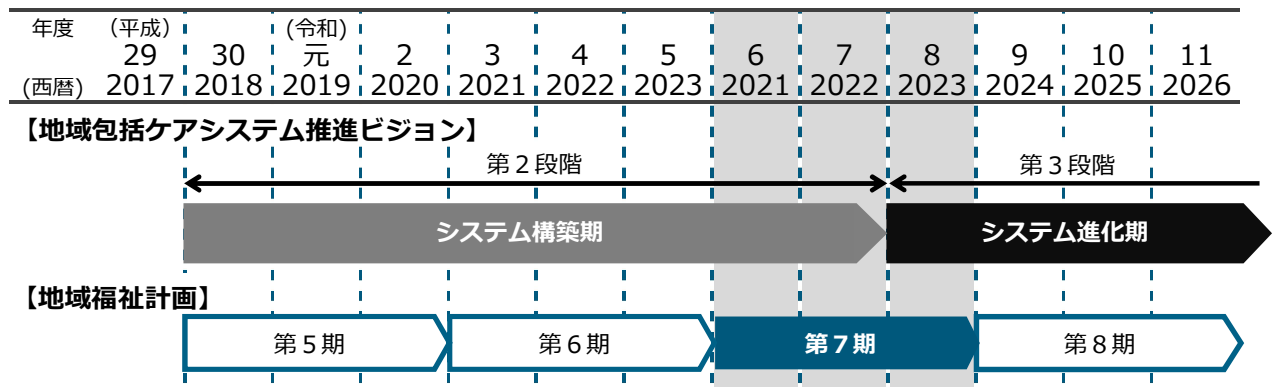 年度 （平成） (令和)
29 30 元 2 3 4 5 6 7 8 9 10 11
(西暦) 2017 2018 2019 2020 2021 2022 2023 2021 2022 2023 2024 2025 2026
【地域包括ケアシステム推進ビジョン】
第２段階 第３段階
システム構築期 システム進化期
【地域福祉計画】
第５期 第６期 第７期 第８期